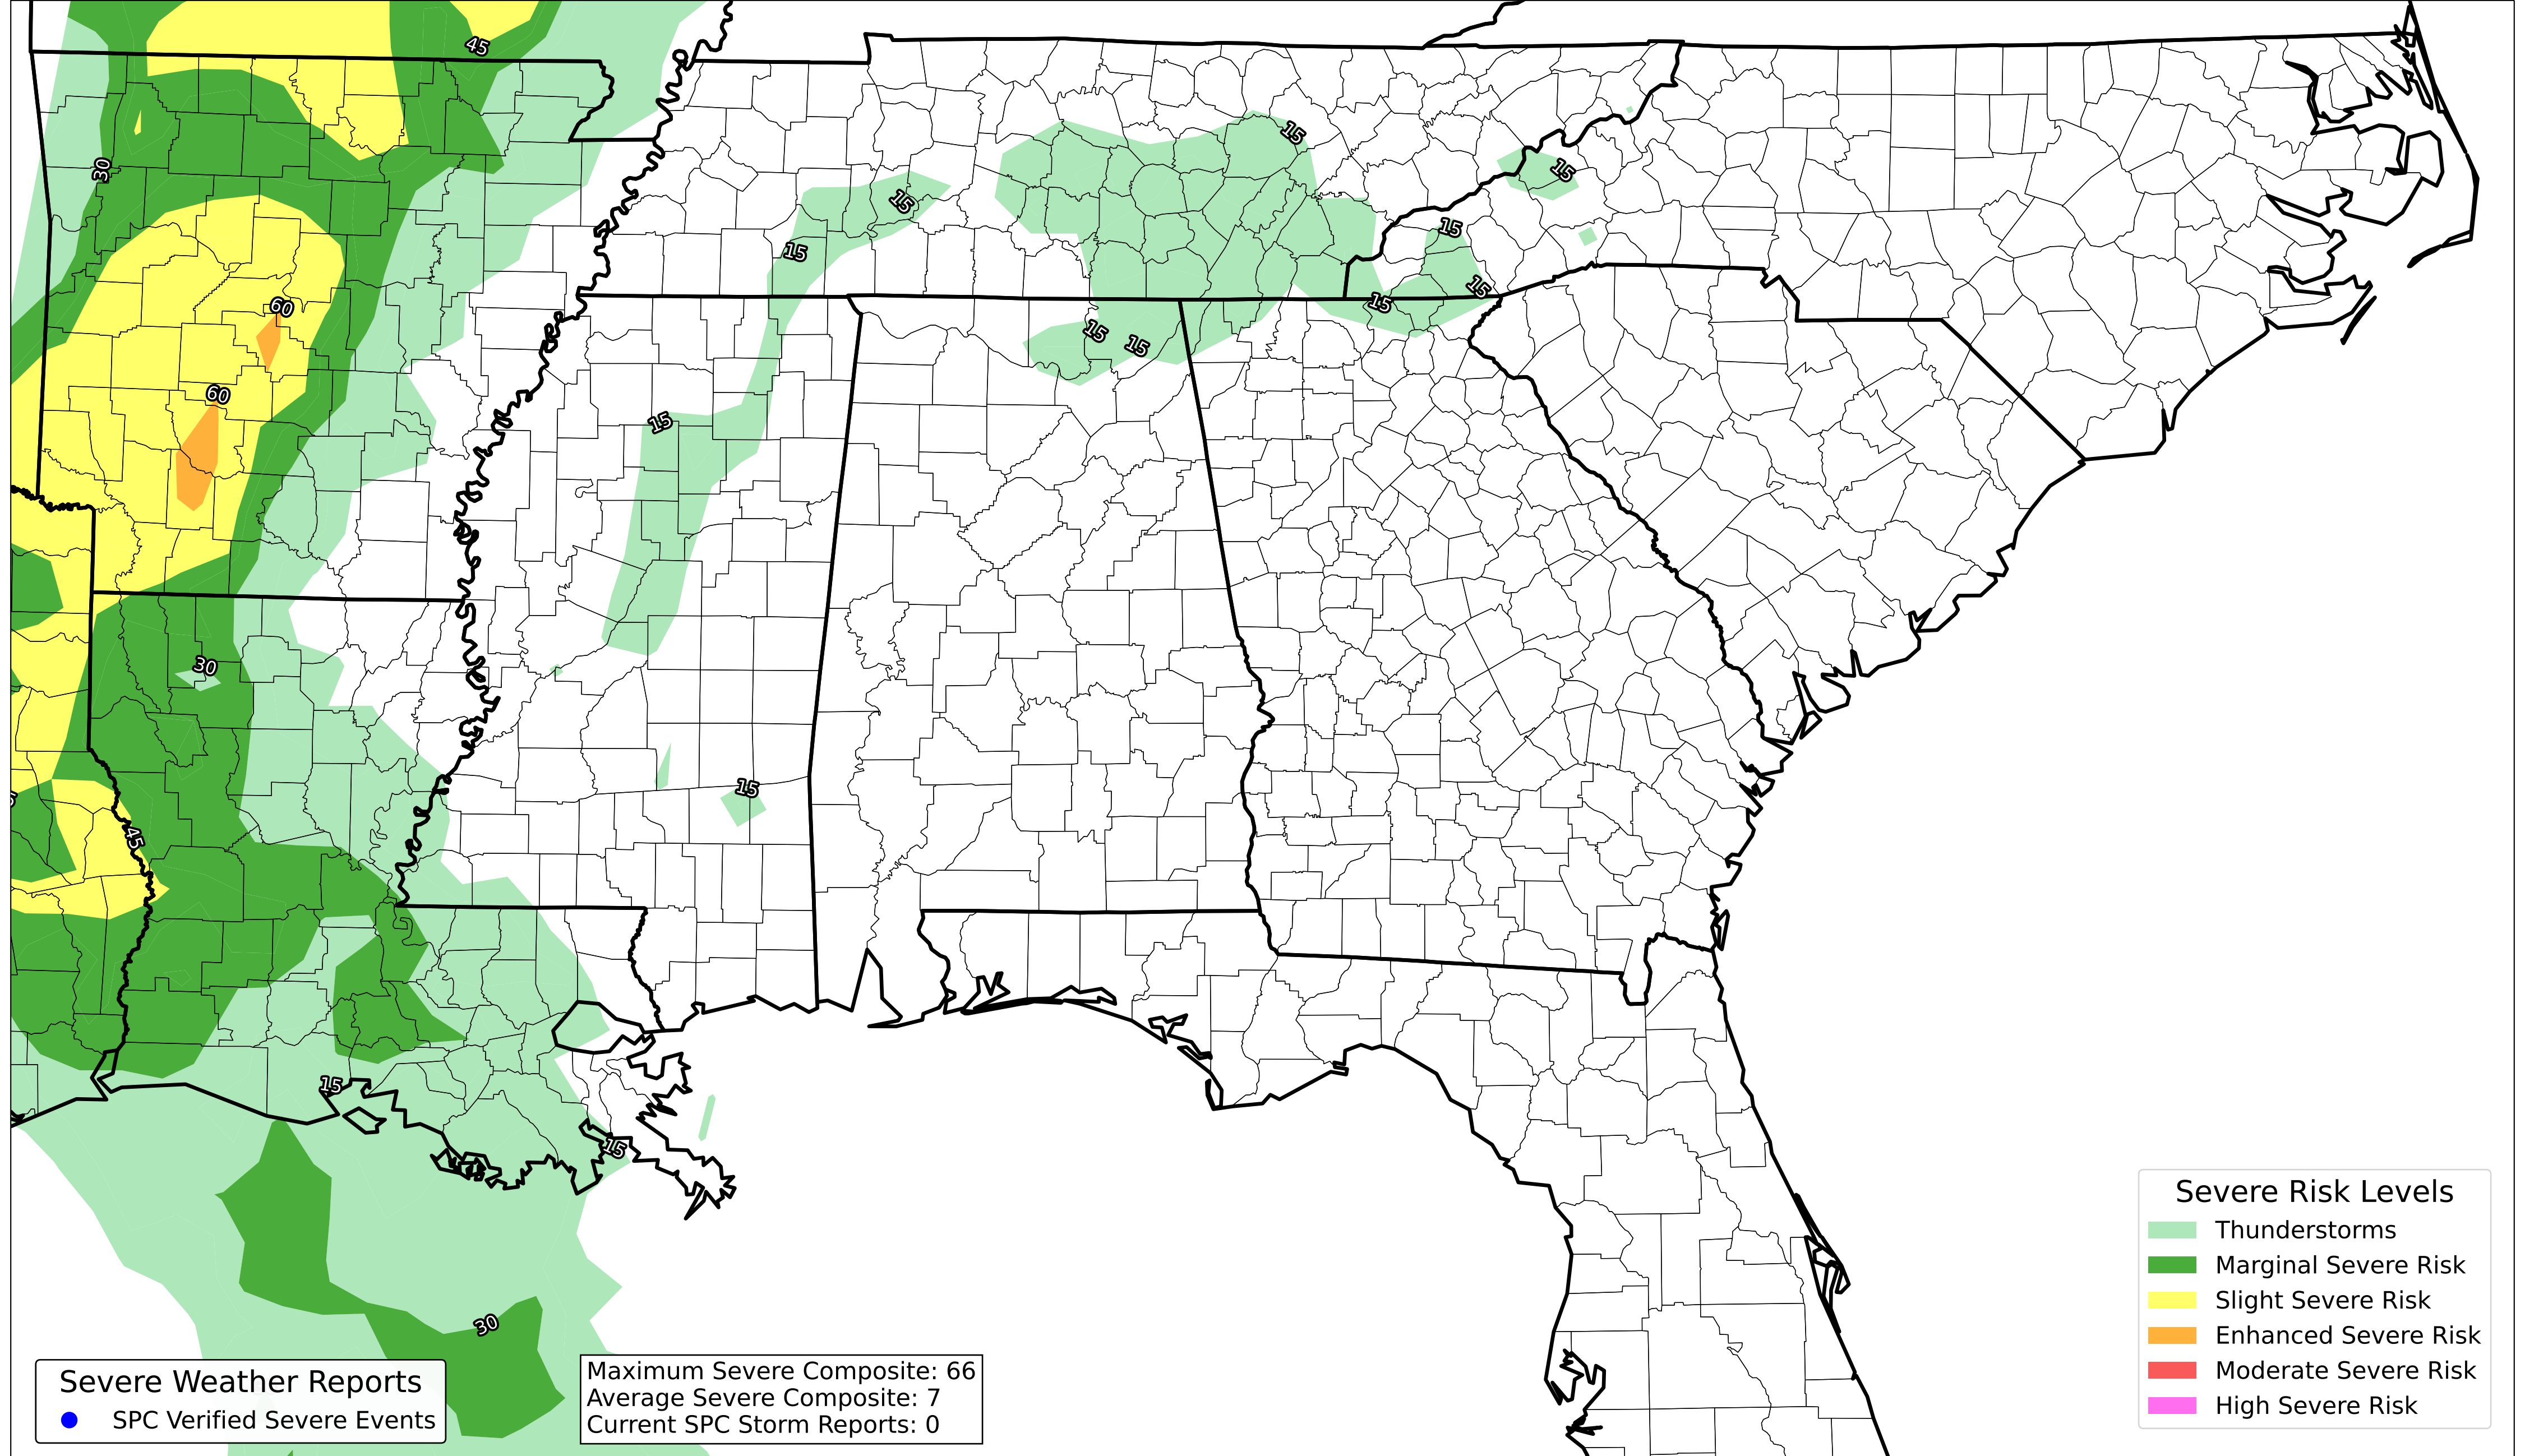 45
30
15
15
15
15
15
15
15
60
15
15
60
15
30
15
45
15
15
30
Severe Risk Levels
Thunderstorms
Marginal Severe Risk
Slight Severe Risk
Enhanced Severe Risk
Moderate Severe Risk
High Severe Risk
Severe Weather Reports
SPC Verified Severe Events
Maximum Severe Composite: 66
Average Severe Composite: 7
Current SPC Storm Reports: 0